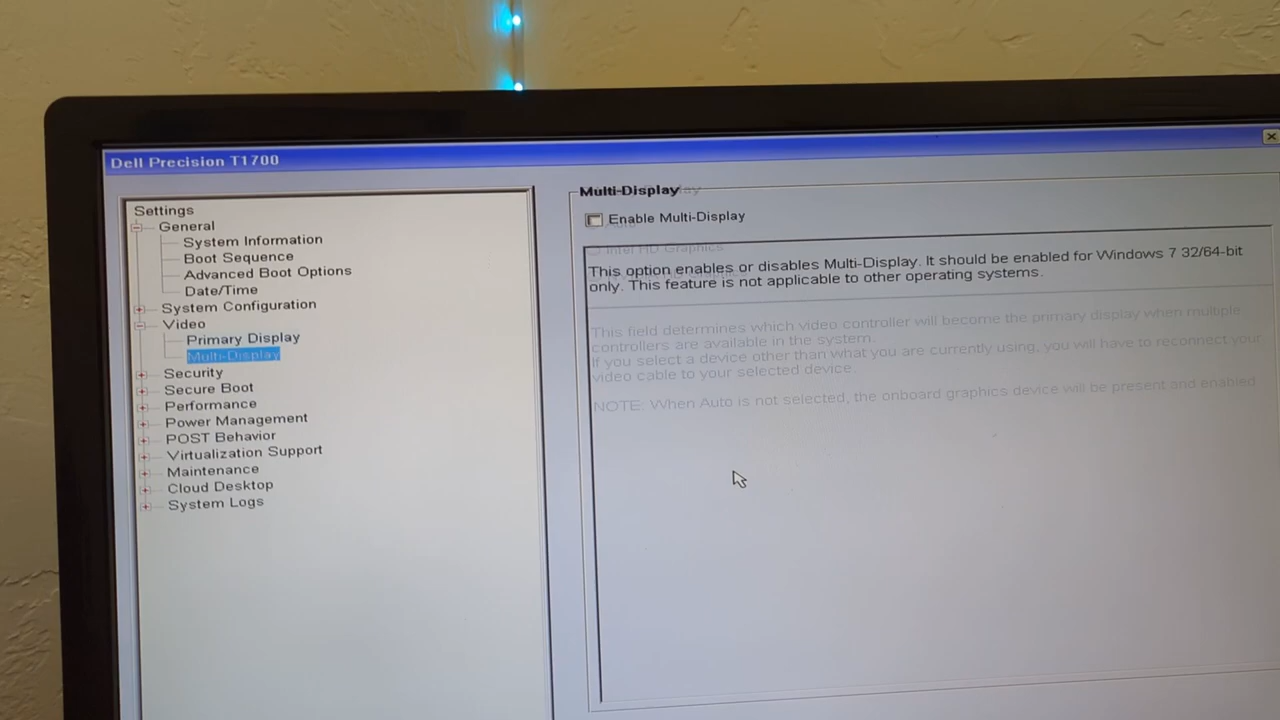 Dell Precision T1700
Settings
General
System Information
Boot Sequence
Advanced Boot Options
Date/Time
System Configuration
Video
Primary Display
Multi-Display
Security
Secure Boot
Performance
Power Management
POST Behavior
Virtualization Support
Maintenance
Cloud Desktop
System Logs
Multi-Display
Enable Multi-Display
Auto
Intel HD Graphics
This option enables or disables Multi-Display. It should be enabled for Windows 7 32/64-bit
only. This feature is not applicable to other operating systems.
This field determines which video controller will become the primary display when multiple
controllers are available in the system.
If you select a device other than what you are currently using, you will have to reconnect your
video cable to your selected device.
NOTE: When Auto is not selected, the onboard graphics device will be present and enabled